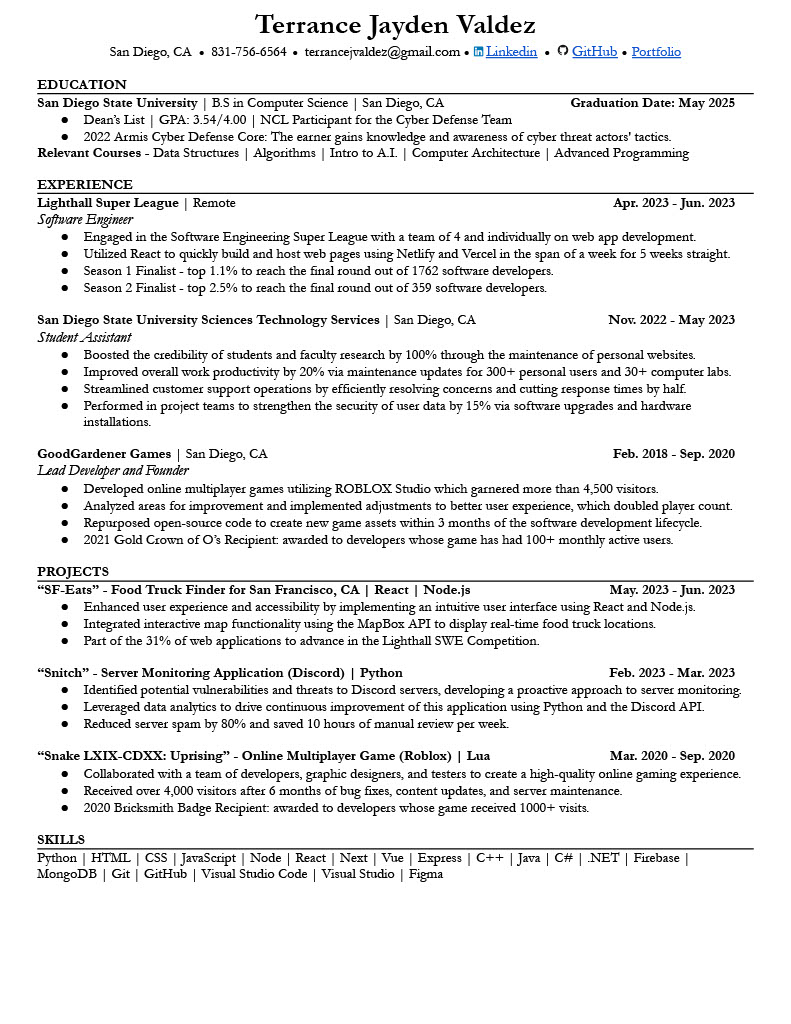 Terrance Jayden Valdez
San Diego, CA • 831-756-6564 • terrancejvaldez@gmail.com • Linkedin • GitHub • Portfolio
EDUCATION
San Diego State University | B.S in Computer Science | San Diego, CA Graduation Date: May 2025
● Dean's List | GPA: 3.54/4.00 | NCL Participant for the Cyber Defense Team
● 2022 Armis Cyber Defense Core: The earner gains knowledge and awareness of cyber threat actors' tactics.
Relevant Courses - Data Structures | Algorithms | Intro to A.I. | Computer Architecture | Advanced Programming
EXPERIENCE
Lighthall Super League | Remote Apr. 2023 - Jun. 2023
Software Engineer
● Engaged in the Software Engineering Super League with a team of 4 and individually on web app development.
● Utilized React to quickly build and host web pages using Netlify and Vercel in the span of a week for 5 weeks straight.
● Season 1 Finalist - top 1.1% to reach the final round out of 1762 software developers.
● Season 2 Finalist - top 2.5% to reach the final round out of 359 software developers.
San Diego State University Sciences Technology Services | San Diego, CA Nov. 2022 - May 2023
Student Assistant
● Boosted the credibility of students and faculty research by 100% through the maintenance of personal websites.
● Improved overall work productivity by 20% via maintenance updates for 300+ personal users and 30+ computer labs.
● Streamlined customer support operations by efficiently resolving concerns and cutting response times by half.
● Performed in project teams to strengthen the security of user data by 15% via software upgrades and hardware
installations.
GoodGardener Games | San Diego, CA Feb. 2018 - Sep. 2020
Lead Developer and Founder
● Developed online multiplayer games utilizing ROBLOX Studio which garnered more than 4,500 visitors.
● Analyzed areas for improvement and implemented adjustments to better user experience, which doubled player count.
● Repurposed open-source code to create new game assets within 3 months of the software development lifecycle.
● 2021 Gold Crown of O's Recipient: awarded to developers whose game has had 100+ monthly active users.
PROJECTS
“SF-Eats” - Food Truck Finder for San Francisco, CA | React | Node.js May. 2023 - Jun. 2023
● Enhanced user experience and accessibility by implementing an intuitive user interface using React and Node.js.
● Integrated interactive map functionality using the MapBox API to display real-time food truck locations.
● Part of the 31% of web applications to advance in the Lighthall SWE Competition.
“Snitch” - Server Monitoring Application (Discord) | Python Feb. 2023 - Mar. 2023
● Identified potential vulnerabilities and threats to Discord servers, developing a proactive approach to server monitoring.
● Leveraged data analytics to drive continuous improvement of this application using Python and the Discord API.
● Reduced server spam by 80% and saved 10 hours of manual review per week.
“Snake LXIX-CDXX: Uprising” - Online Multiplayer Game (Roblox) | Lua Mar. 2020 - Sep. 2020
● Collaborated with a team of developers, graphic designers, and testers to create a high-quality online gaming experience.
● Received over 4,000 visitors after 6 months of bug fixes, content updates, and server maintenance.
● 2020 Bricksmith Badge Recipient: awarded to developers whose game received 1000+ visits.
SKILLS
Python | HTML | CSS | JavaScript | Node | React | Next | Vue | Express | C++ | Java | C# | .NET | Firebase |
MongoDB | Git | GitHub | Visual Studio Code | Visual Studio | Figma